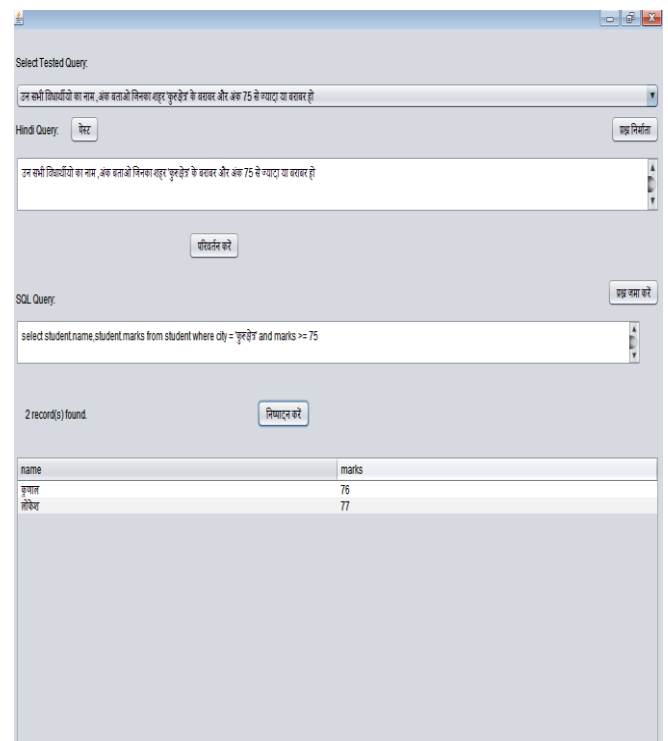 Select Tested Query:
उन सभी विधार्थीयो का नाम ,अंक बताओ जिनका शहर 'कुरुक्षेत्र' के बराबर और अंक 75 से ज्यादा या बराबर हो
Hindi Query: पेस्ट प्रश्न निर्माता
उन सभी विधार्थीयो का नाम ,अंक बताओ जिनका शहर 'कुरुक्षेत्र' के बराबर और अंक 75 से ज्यादा या बराबर हो
परिवर्तन करें
प्रश्न जमा करें
SQL Query:
select student.name,student.marks from student where city = 'कुरुक्षेत्र' and marks >= 75
2 record(s) found. निष्पादन करें
name marks
कुणाल 76
लोकेश 77